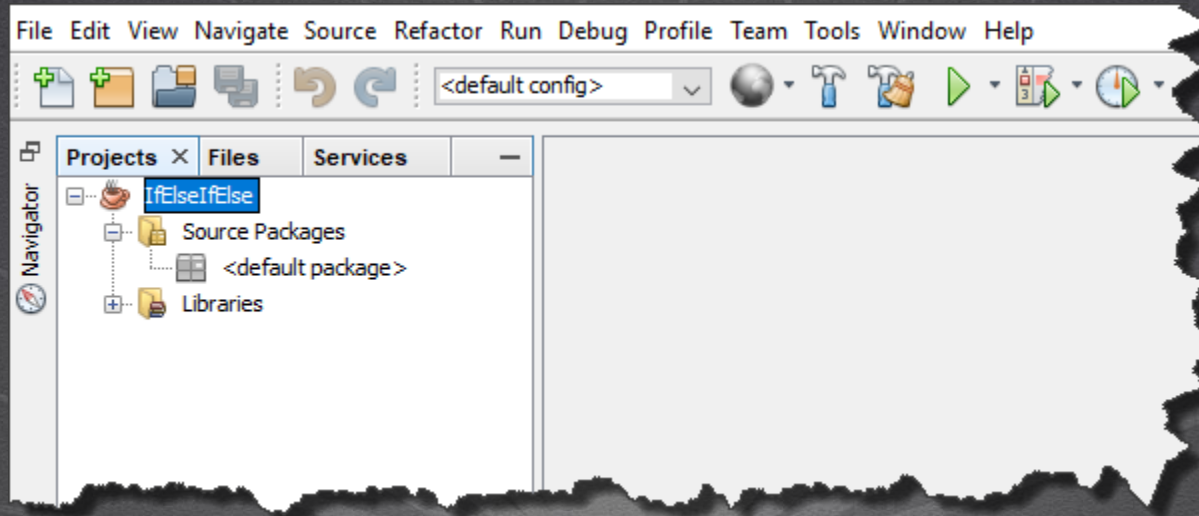 File Edit View Navigate Source Refactor Run Debug Profile Team Tools Window Help
<default config>
Projects Files Services
Navigator
IfElseIfElse
Source Packages
<default package>
Libraries